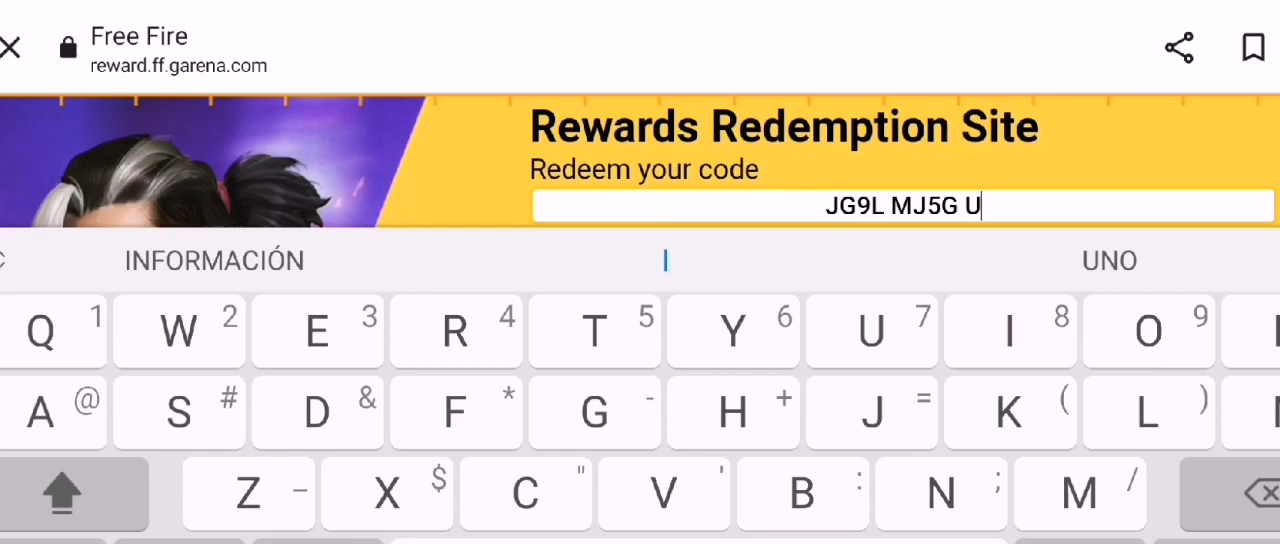 Free Fire
reward.ff.garena.com
Rewards Redemption Site
Redeem your code
JG9L MJ5G U
INFORMACIÓN I UNO
Q 1 W 2 E 3 R 4 T 5 Y 6 U 7 I 8 O 9
A @ S # D & F * G - H + J = K ( L )
Z _ X $ C " V ' B : N ; M /